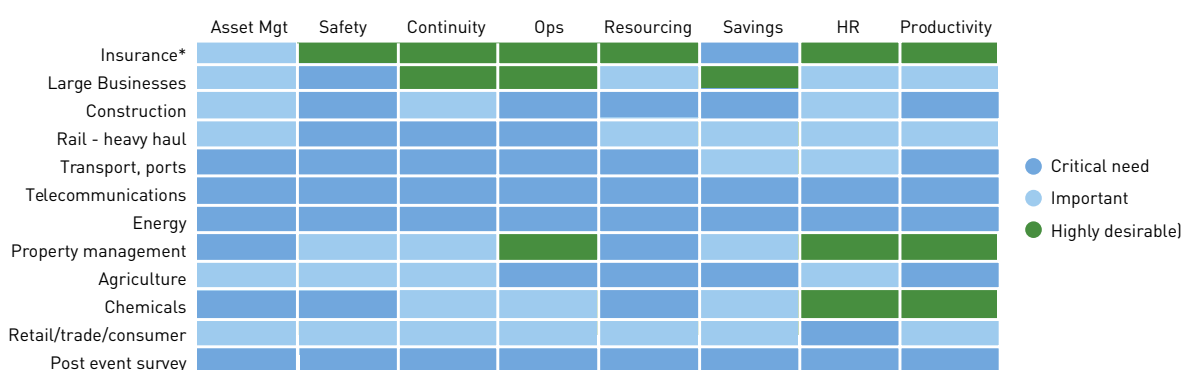 Asset Mgt Safety Continuity Ops Resourcing Savings HR Productivity
Insurance*
Large Businesses
Construction
Rail - heavy haul
Transport, ports
Telecommunications
Energy
Property management
Agriculture
Chemicals
Retail/trade/consumer
Post event survey
Critical need
Important
Highly desirable)